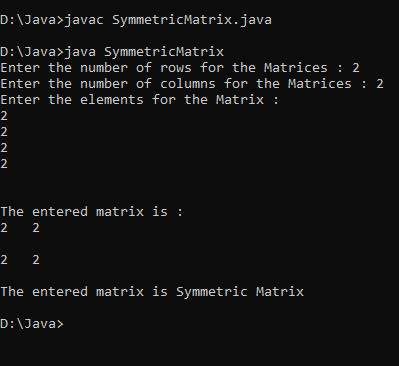 D:\Java>javac SymmetricMatrix.java
D:\Java>java SymmetricMatrix
Enter the number of rows for the Matrices : 2
Enter the number of columns for the Matrices : 2
Enter the elements for the Matrix :
2
2
2
2
The entered matrix is :
2   2
2   2
The entered matrix is Symmetric Matrix
D:\Java>